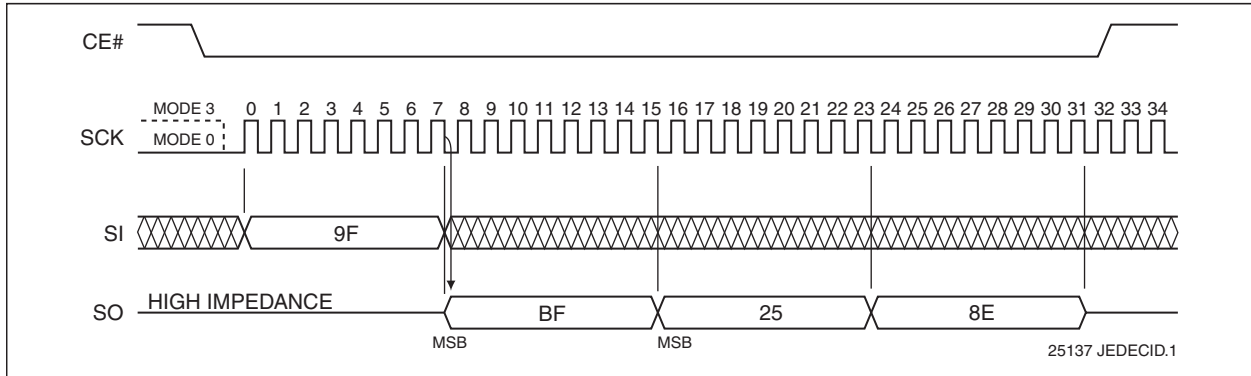 CE#
MODE 3
0 1 2 3 4 5 6 7 8 9 10 11 12 13 14 15 16 17 18 19 20 21 22 23 24 25 26 27 28 29 30 31 32 33 34
SCK
MODE 0
SI
9F
SO
HIGH IMPEDANCE
BF
25
8E
MSB
MSB
25137 JEDECID.1